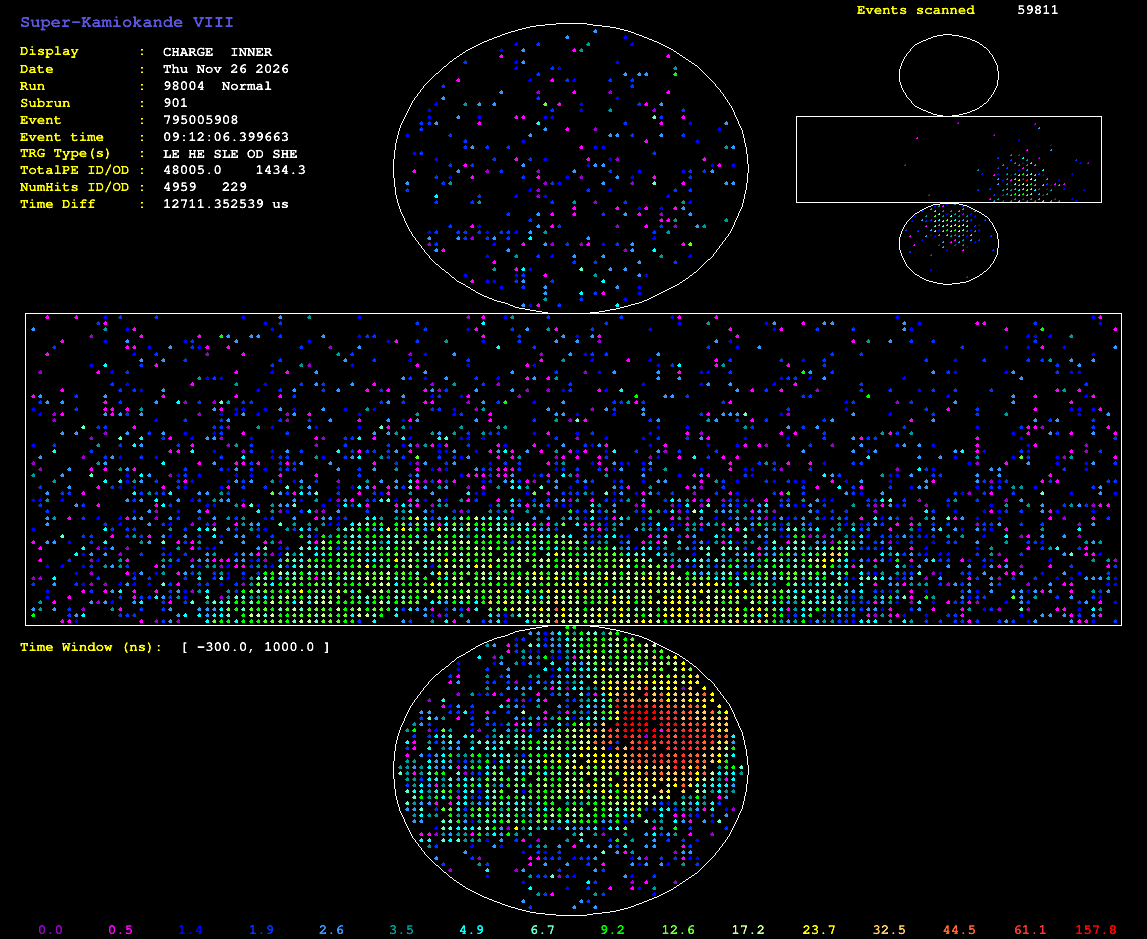 Super-Kamiokande VIII
Events scanned 59811
Display : CHARGE INNER
Date : Thu Nov 26 2026
Run : 98004 Normal
Subrun : 901
Event : 795005908
Event time : 09:12:06.399663
TRG Type(s) : LE HE SLE OD SHE
TotalPE ID/OD : 48005.0 1434.3
NumHits ID/OD : 4959 229
Time Diff : 12711.352539 us
Time Window (ns): [ -300.0, 1000.0 ]
0.0 0.5 1.4 1.9 2.6 3.5 4.9 6.7 9.2 12.6 17.2 23.7 32.5 44.5 61.1 157.8